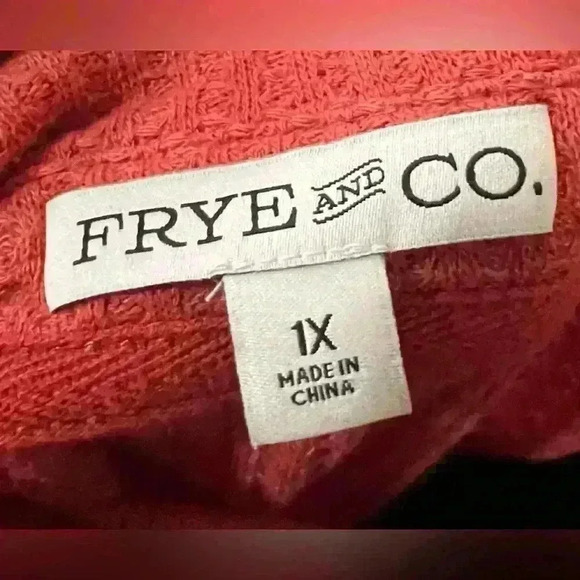 FRYE AND CO.
1X
MADE IN
CHINA